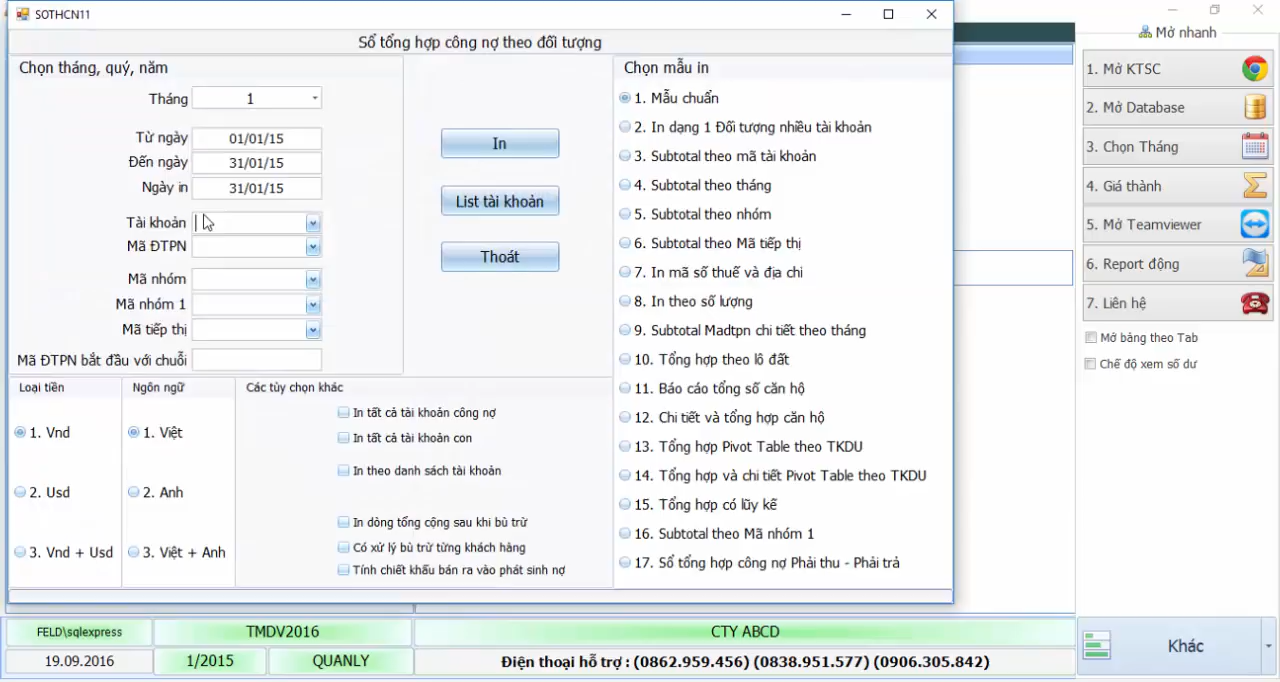 SOTHCN11
Sổ tổng hợp công nợ theo đối tượng
Chọn tháng, quý, năm
Tháng 1
Từ ngày 01/01/15
Đến ngày 31/01/15
Ngày in 31/01/15
Tài khoản
Mã ĐTPN
Mã nhóm
Mã nhóm 1
Mã tiếp thị
Mã ĐTPN bắt đầu với chuỗi
In
List tài khoản
Thoát
Chọn mẫu in
1. Mẫu chuẩn
2. In dạng 1 Đối tượng nhiều tài khoản
3. Subtotal theo mã tài khoản
4. Subtotal theo tháng
5. Subtotal theo nhóm
6. Subtotal theo Mã tiếp thị
7. In mã số thuế và địa chi
8. In theo số lượng
9. Subtotal Madtpn chi tiết theo tháng
10. Tổng hợp theo lô đất
11. Báo cáo tổng số căn hộ
12. Chi tiết và tổng hợp căn hộ
13. Tổng hợp Pivot Table theo TKDU
14. Tổng hợp và chi tiết Pivot Table theo TKDU
15. Tổng hợp có lũy kế
16. Subtotal theo Mã nhóm 1
17. Sổ tổng hợp công nợ Phải thu - Phải trả
Loại tiền
1. Vnd
2. Usd
3. Vnd + Usd
Ngôn ngữ
1. Việt
2. Anh
3. Việt + Anh
Các tùy chọn khác
In tất cả tài khoản công nợ
In tất cả tài khoản con
In theo danh sách tài khoản
In dòng tổng cộng sau khi bù trừ
Có xử lý bù trừ từng khách hàng
Tính chiết khấu bán ra vào phát sinh nợ
Mở nhanh
1. Mở KTSC
2. Mở Database
3. Chọn Tháng
4. Giá thành
5. Mở Teamviewer
6. Report động
7. Liên hệ
Mở bảng theo Tab
Chế độ xem số dư
FELD\sqlexpress
TMDV2016
CTY ABCD
19.09.2016
1/2015
QUANLY
Điện thoại hỗ trợ : (0862.959.456) (0838.951.577) (0906.305.842)
Khác